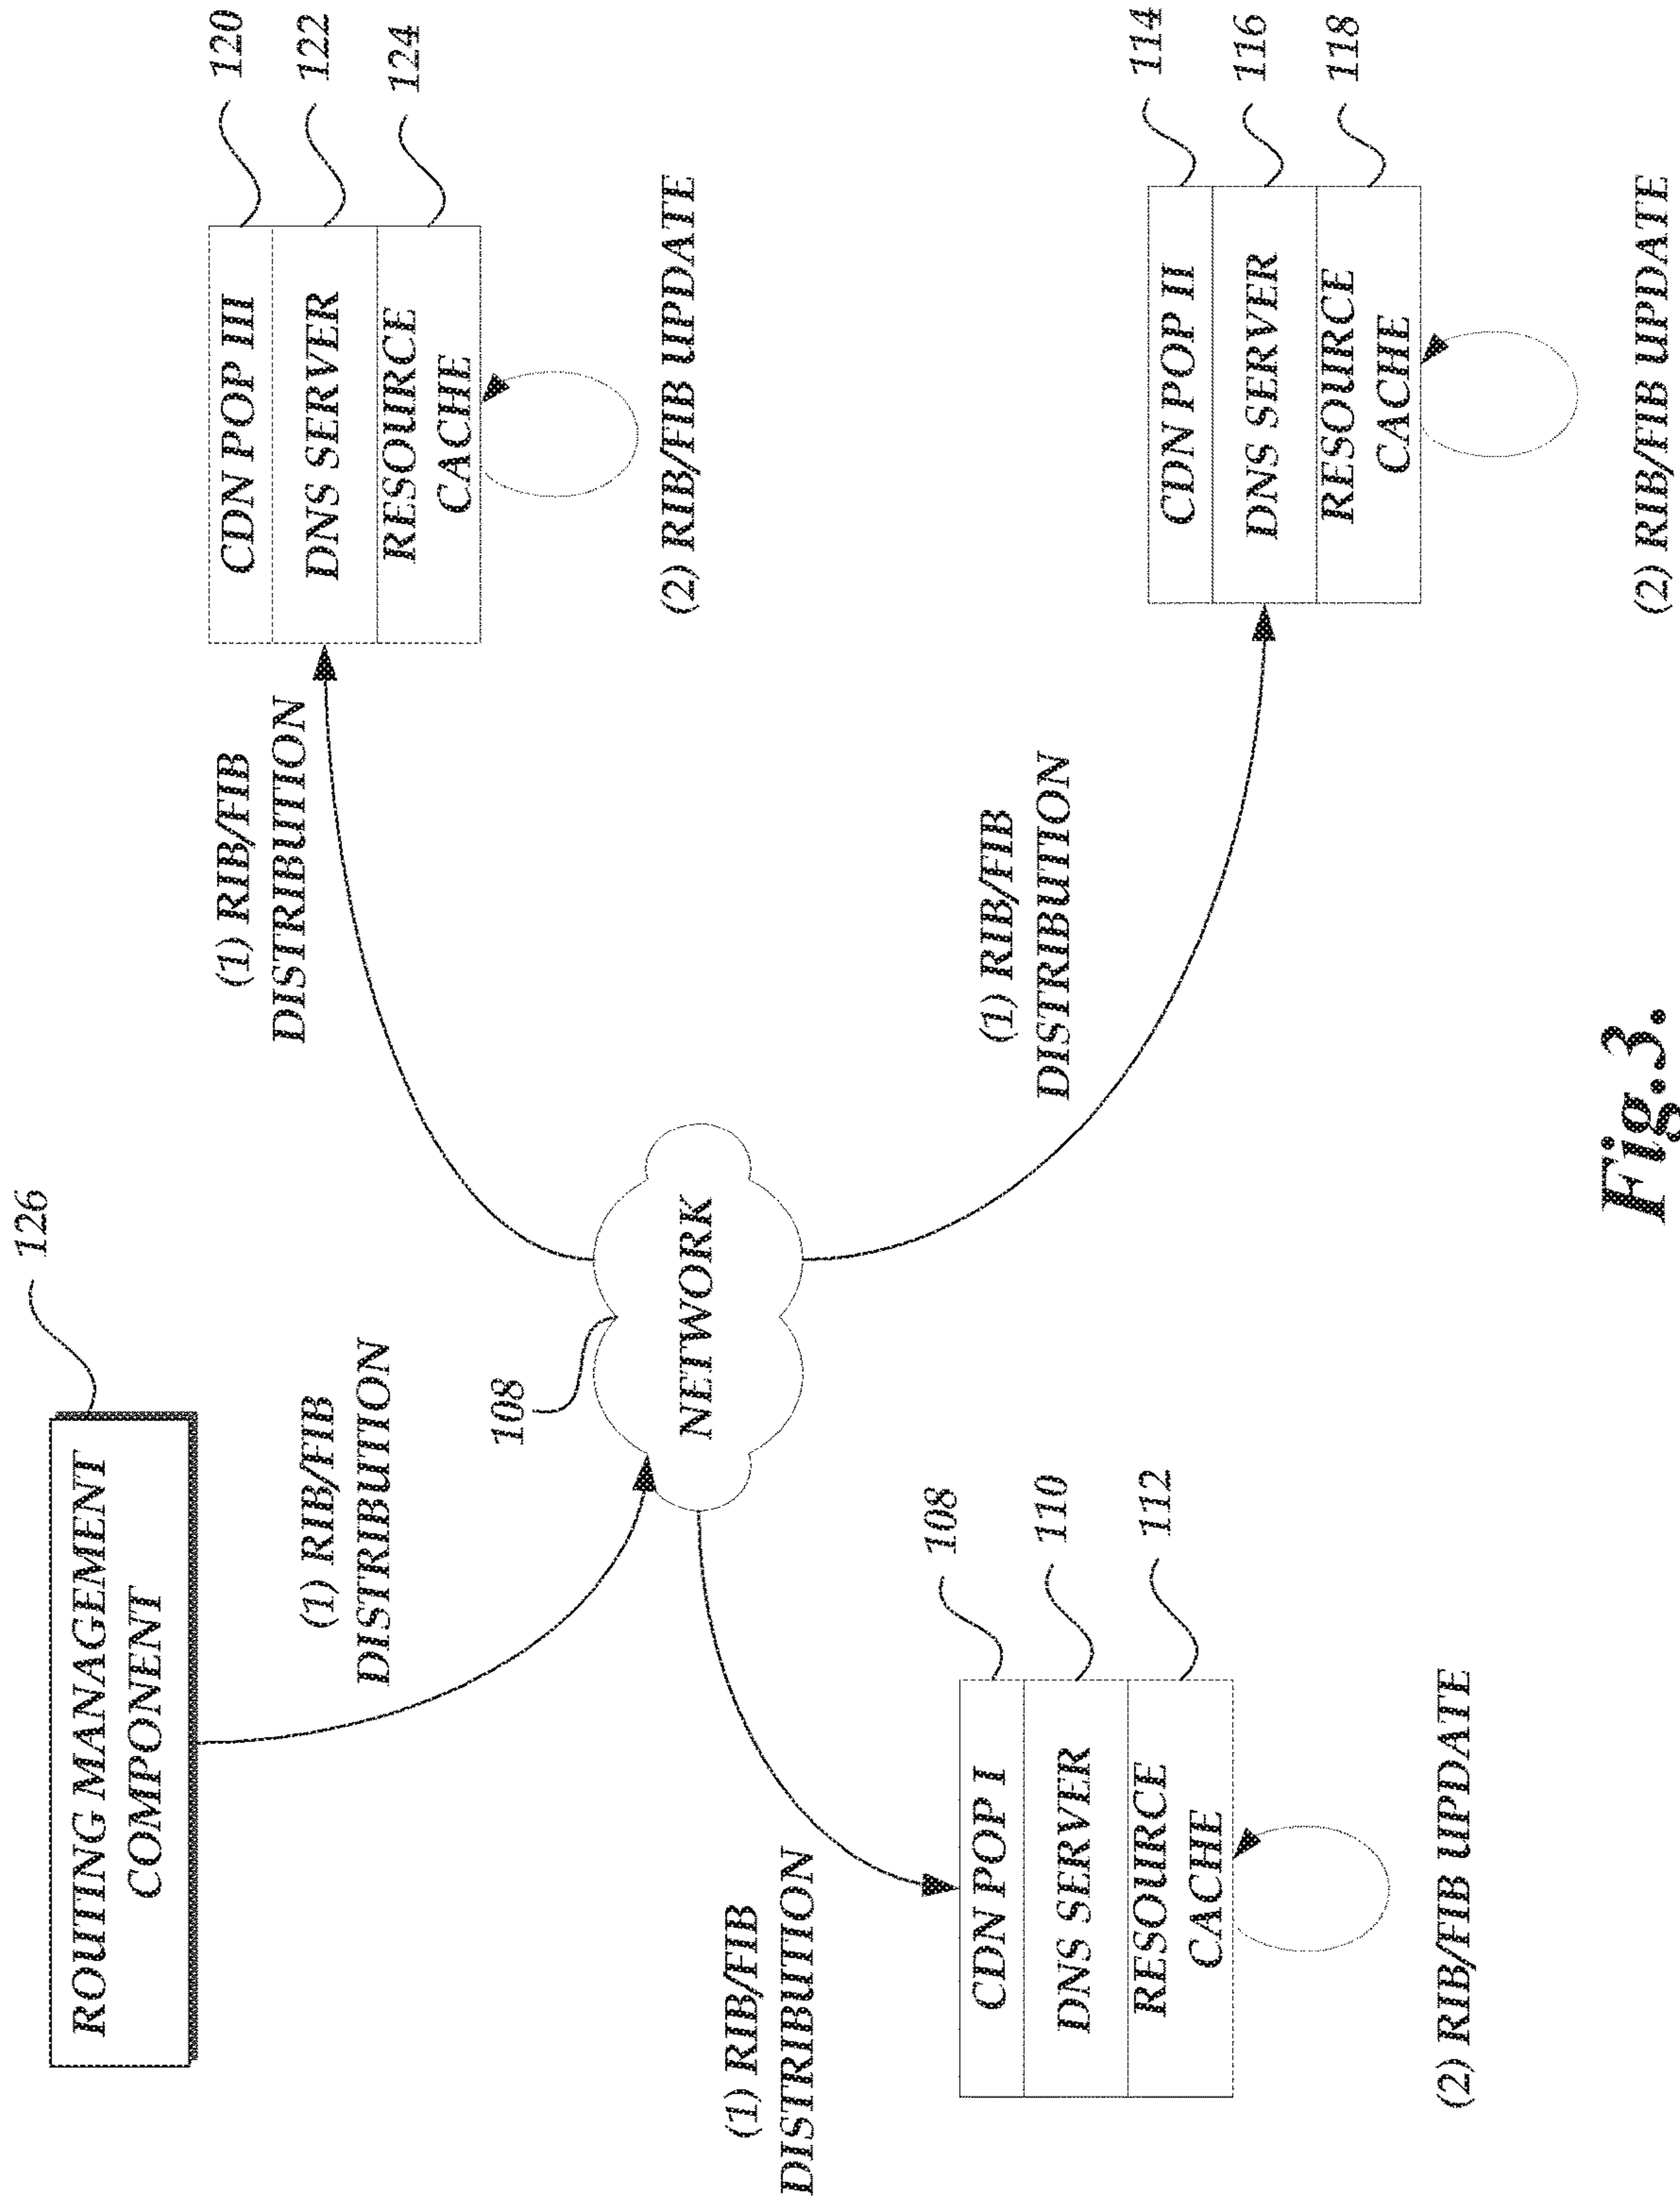 126
ROUTING MANAGEMENT
COMPONENT
(1) RIB/FIB
DISTRIBUTION
(1) RIB/FIB
DISTRIBUTION
120
CDN POP III
122
DNS SERVER
124
RESOURCE
CACHE
(2) RIB/FIB UPDATE
108
NETWORK
(1) RIB/FIB
DISTRIBUTION
108
CDN POP I
110
DNS SERVER
112
RESOURCE
CACHE
(2) RIB/FIB UPDATE
(1) RIB/FIB
DISTRIBUTION
114
CDN POP II
116
DNS SERVER
118
RESOURCE
CACHE
(2) RIB/FIB UPDATE
Fig.3.